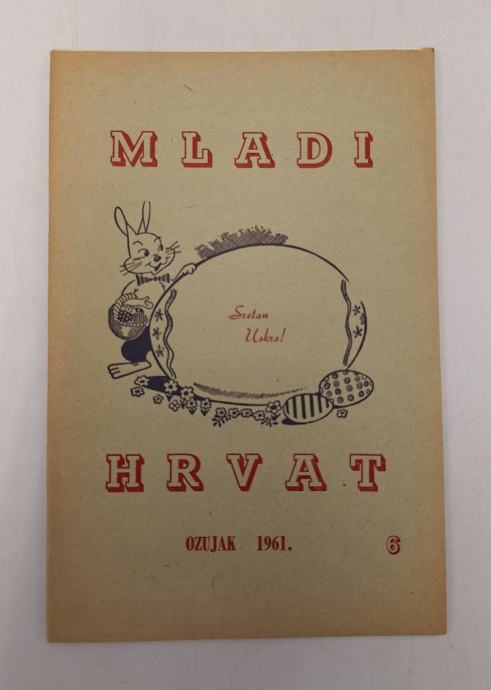 MLADI
Sretan
Uskrs!
HRVAT
OZUJAK 1961.
6